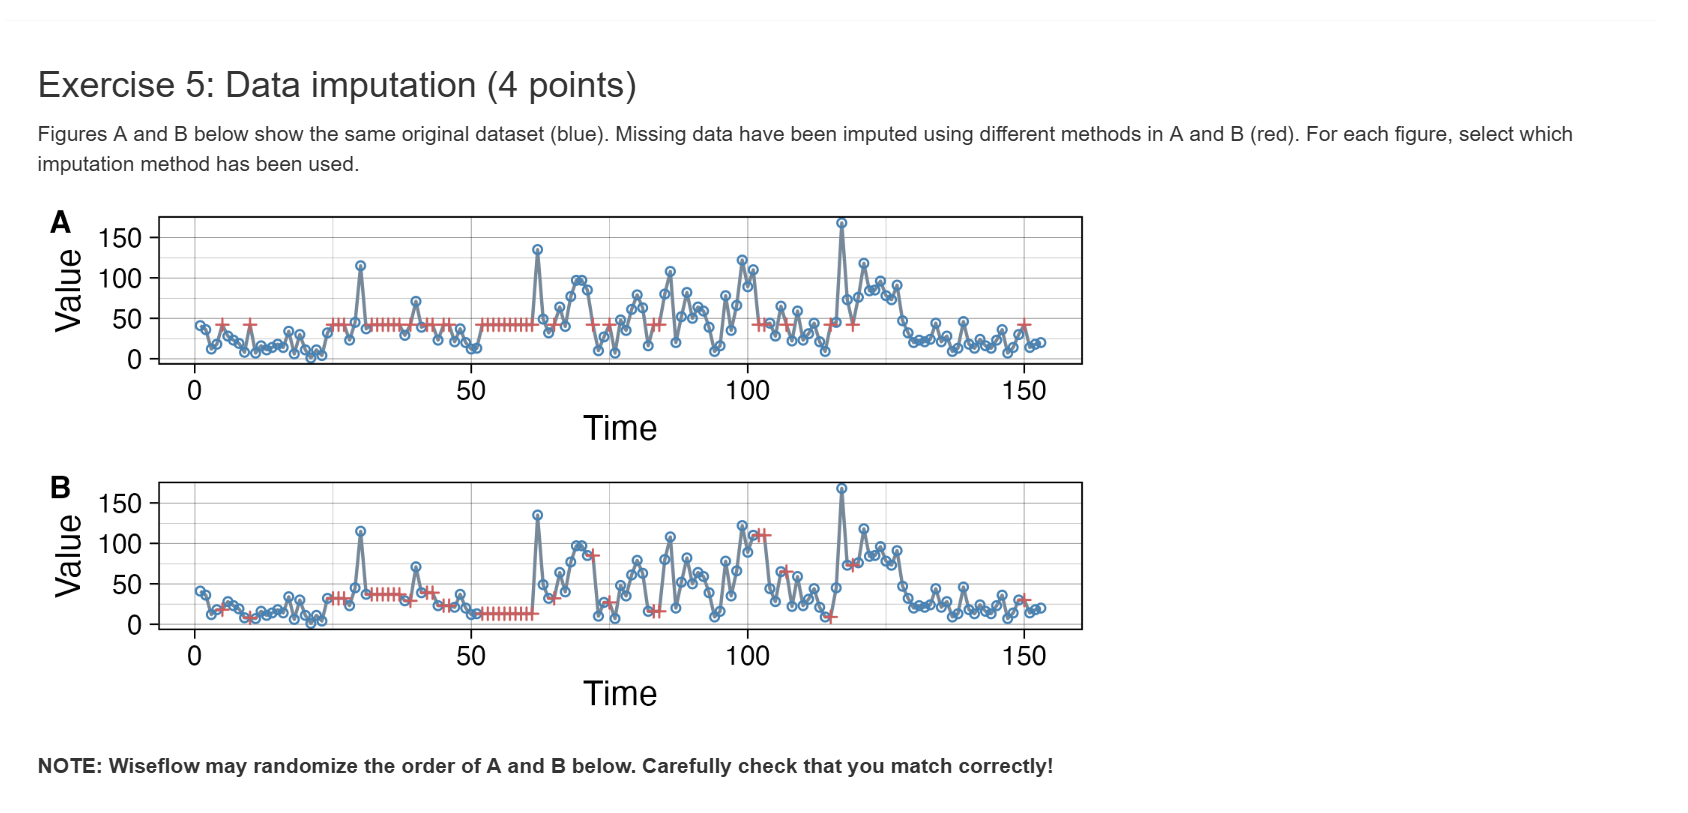 Exercise 5: Data imputation (4 points)
Figures A and B below show the same original dataset (blue). Missing data have been imputed using different methods in A and B (red). For each figure, select which
imputation method has been used.
A
Value
150
100
50
0
0 50 100 150
Time
B
Value
150
100
50
0
0 50 100 150
Time
NOTE: Wiseflow may randomize the order of A and B below. Carefully check that you match correctly!